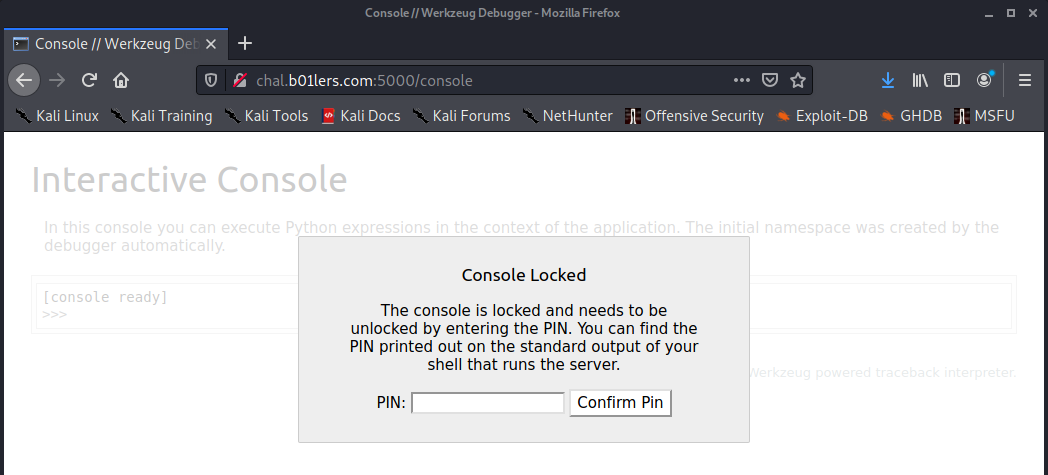 Console // Werkzeug Debugger - Mozilla Firefox
Console // Werkzeug Deb
chal.b01lers.com:5000/console
Kali Linux Kali Training Kali Tools Kali Docs Kali Forums NetHunter Offensive Security Exploit-DB GHDB MSFU
Interactive Console
In this console you can execute Python expressions in the context of the application. The initial namespace was created by the
debugger automatically.
[console ready]
>>>
Console Locked
The console is locked and needs to be
unlocked by entering the PIN. You can find the
PIN printed out on the standard output of your
shell that runs the server.
PIN: Confirm Pin
Werkzeug powered traceback interpreter.